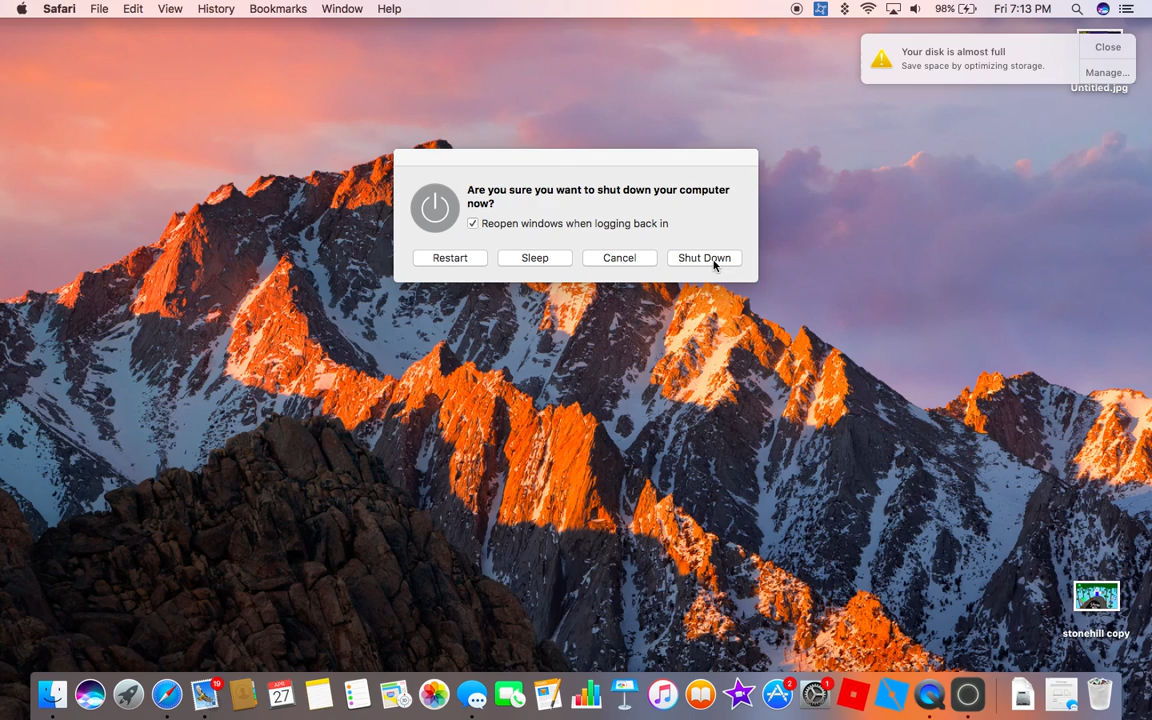 Safari File Edit View History Bookmarks Window Help 98% Fri 7:13 PM
Your disk is almost full
Save space by optimizing storage.
Close
Manage...
Untitled.jpg
Are you sure you want to shut down your computer
now?
Reopen windows when logging back in
Restart Sleep Cancel Shut Down
stonehill copy
19
APR
27
2
1